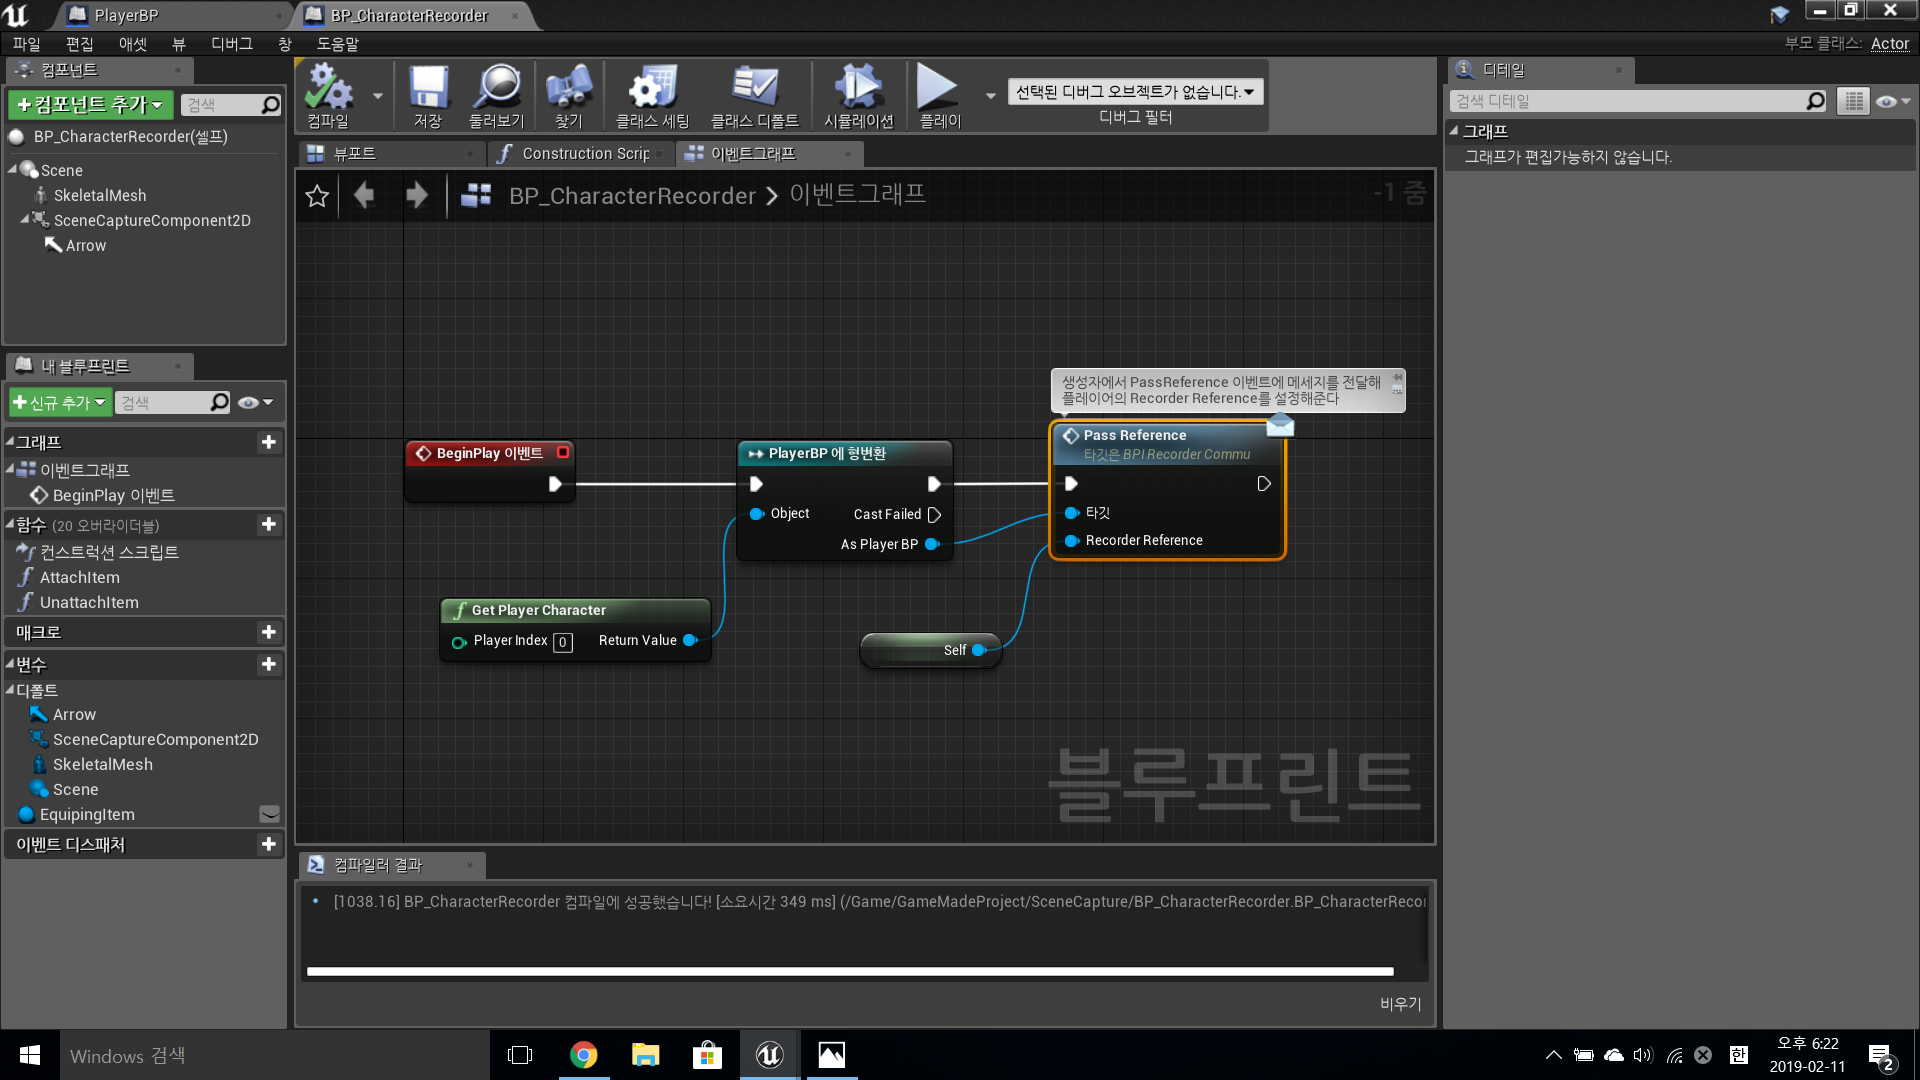 PlayerBP
BP_CharacterRecorder
파일 편집 애셋 뷰 디버그 창 도움말
부모 클래스: Actor
컴포넌트
+컴포넌트 추가
검색
BP_CharacterRecorder(셀프)
Scene
SkeletalMesh
SceneCaptureComponent2D
Arrow
컴파일
저장
둘러보기
찾기
클래스 세팅
클래스 디폴트
시뮬레이션
플레이
선택된 디버그 오브젝트가 없습니다.
디버그 필터
뷰포트
Construction Scrip
이벤트그래프
BP_CharacterRecorder > 이벤트그래프
-1 줌
내 블루프린트
+신규 추가
검색
그래프
이벤트그래프
BeginPlay 이벤트
함수 (20 오버라이더블)
컨스트럭션 스크립트
AttachItem
UnattachItem
매크로
변수
디폴트
Arrow
SceneCaptureComponent2D
SkeletalMesh
Scene
EquipingItem
이벤트 디스패처
생성자에서 PassReference 이벤트에 메세지를 전달해
플레이어의 Recorder Reference를 설정해준다
BeginPlay 이벤트
PlayerBP 에 형변환
Object
Cast Failed
As Player BP
Pass Reference
타깃은 BPI Recorder Commu
타깃
Recorder Reference
Get Player Character
Player Index 0
Return Value
Self
블루프린트
컴파일러 결과
[1038.16] BP_CharacterRecorder 컴파일에 성공했습니다! [소요시간 349 ms] (/Game/GameMadeProject/SceneCapture/BP_CharacterRecorder.BP_CharacterRecor
비우기
디테일
검색 디테일
그래프
그래프가 편집가능하지 않습니다.
Windows 검색
한
오후 6:22
2019-02-11
2